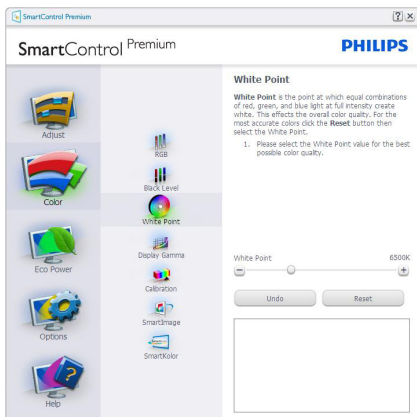 SmartControl Premium
SmartControl Premium
PHILIPS
Adjust
Color
Eco Power
Options
Help
RGB
Black Level
White Point
Display Gamma
Calibration
SmartImage
SmartKolor
White Point
White Point is the point at which equal combinations
of red, green, and blue light at full intensity create
white. This effects the overall color quality. For the
most accurate colors click the Reset button then
select the White Point.
1. Please select the White Point value for the best
possible color quality.
White Point 6500K
Undo Reset